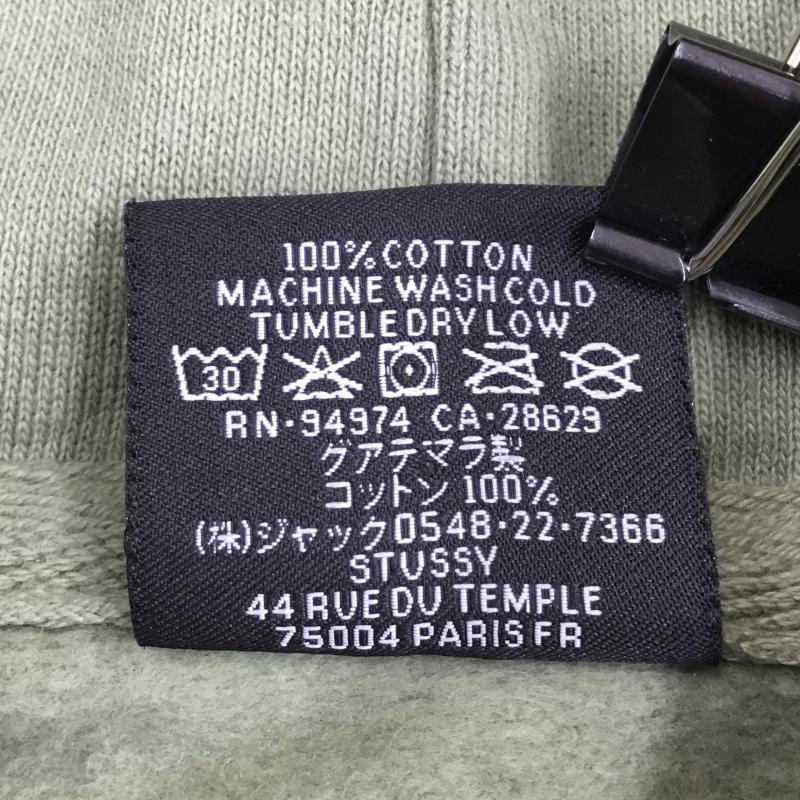 100% COTTON
MACHINE WASH COLD
TUMBLE DRY LOW
30
RN·94974 CA·28629
グアテマラ製
コットン 100%
(株)ジャック0548·22·7366
STUSSY
44 RUE DU TEMPLE
75004 PARIS FR